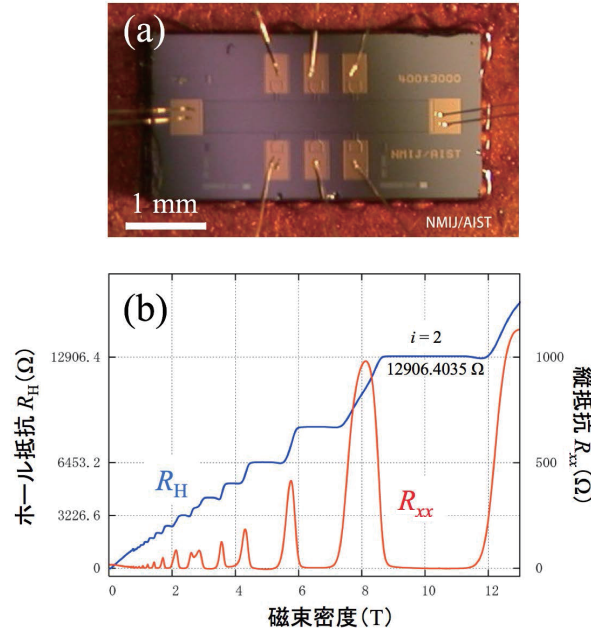 (a)
400×3000
NMIJ/AIST
1 mm
NMIJ/AIST
(b)
ホール抵抗 R_H(Ω)
12906.4
6453.2
3226.6
0
i = 2
12906.4035 Ω
R_H
R_xx
1000
500
0
縦抵抗 R_xx(Ω)
0 2 4 6 8 10 12
磁束密度(T)